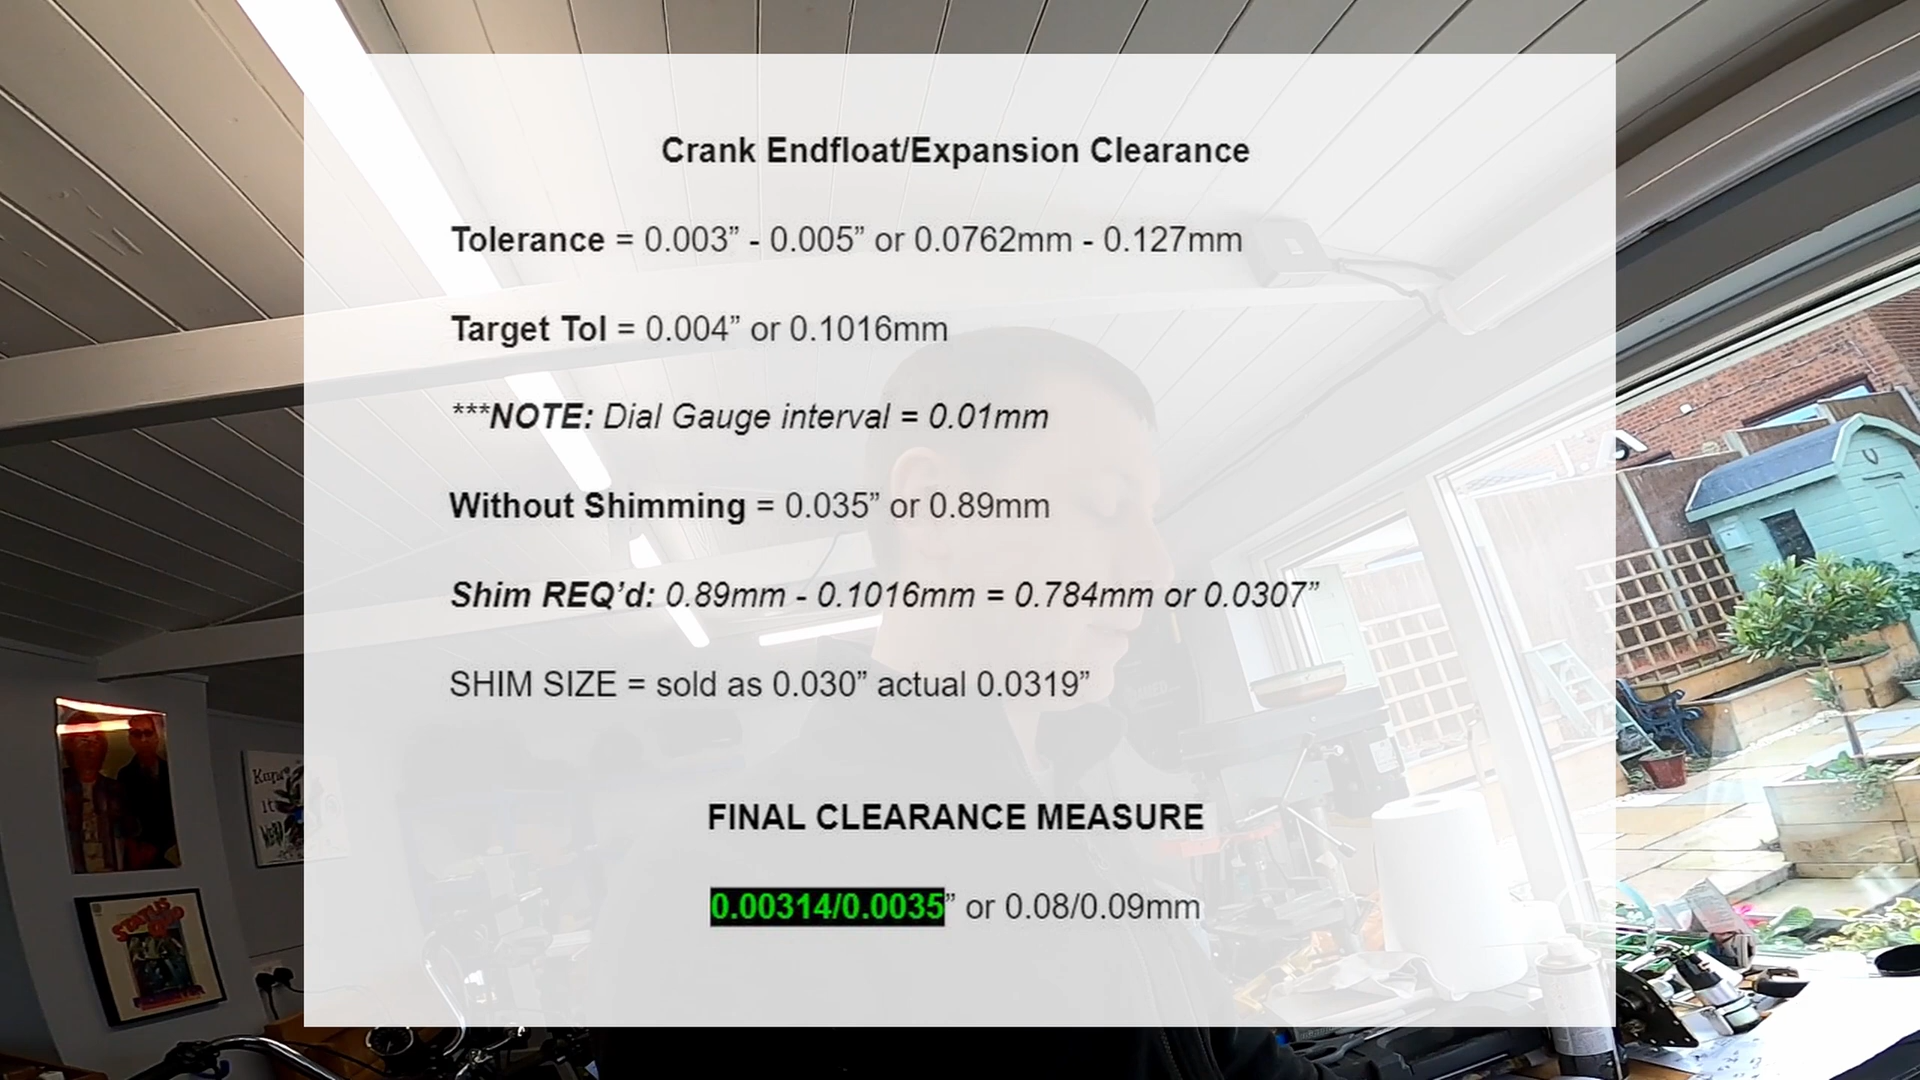 Crank Endfloat/Expansion Clearance
Tolerance = 0.003” - 0.005” or 0.0762mm - 0.127mm
Target Tol = 0.004” or 0.1016mm
***NOTE: Dial Gauge interval = 0.01mm
Without Shimming = 0.035” or 0.89mm
Shim REQ’d: 0.89mm - 0.1016mm = 0.784mm or 0.0307”
SHIM SIZE = sold as 0.030” actual 0.0319”
FINAL CLEARANCE MEASURE
0.00314/0.0035” or 0.08/0.09mm
STATUS QUO